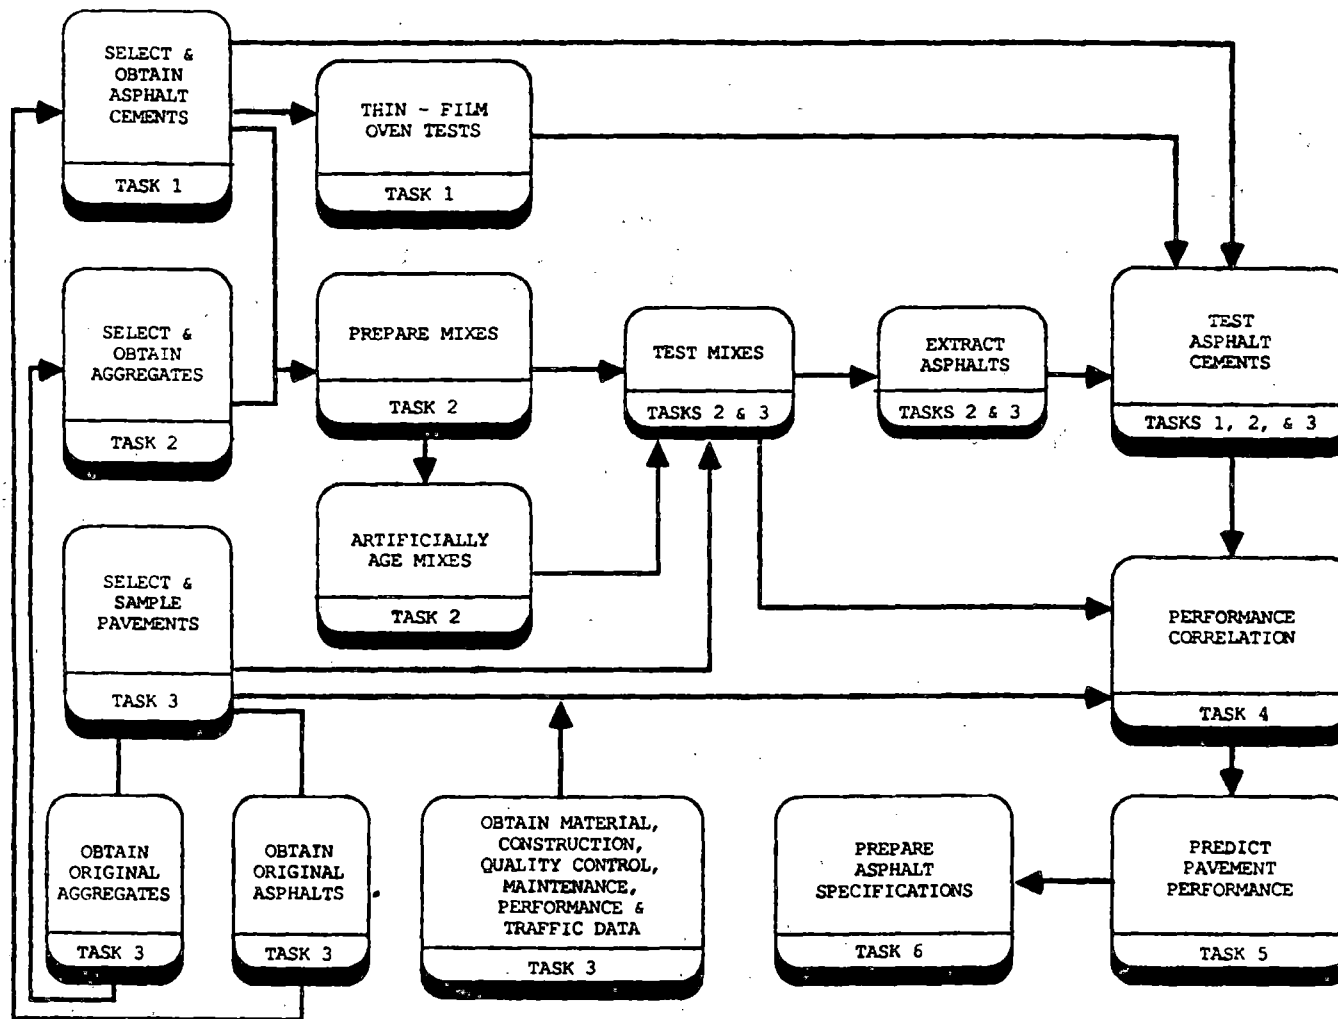 SELECT &
OBTAIN
ASPHALT
CEMENTS
TASK 1
THIN - FILM
OVEN TESTS
TASK 1
SELECT &
OBTAIN
AGGREGATES
TASK 2
PREPARE MIXES
TASK 2
TEST MIXES
TASKS 2 & 3
EXTRACT
ASPHALTS
TASKS 2 & 3
TEST
ASPHALT
CEMENTS
TASKS 1, 2, & 3
SELECT &
SAMPLE
PAVEMENTS
TASK 3
ARTIFICIALLY
AGE MIXES
TASK 2
PERFORMANCE
CORRELATION
TASK 4
OBTAIN
ORIGINAL
AGGREGATES
TASK 3
OBTAIN
ORIGINAL
ASPHALTS
TASK 3
OBTAIN MATERIAL,
CONSTRUCTION,
QUALITY CONTROL,
MAINTENANCE,
PERFORMANCE &
TRAFFIC DATA
TASK 3
PREPARE
ASPHALT
SPECIFICATIONS
TASK 6
PREDICT
PAVEMENT
PERFORMANCE
TASK 5